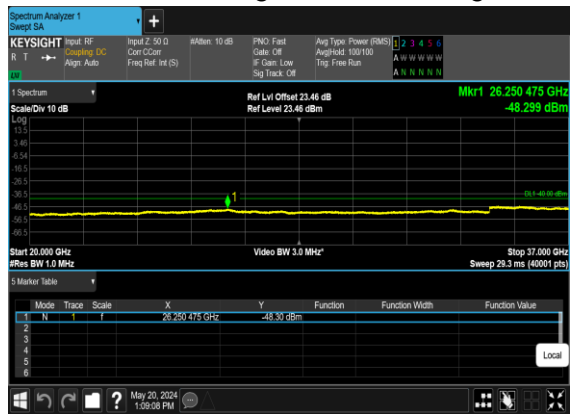 Spectrum Analyzer 1
Swept SA
KEYSIGHT Input: RF Input Z: 50 Ω #Atten: 10 dB PNO: Fast Avg Type: Power (RMS) 1 2 3 4 5 6
R T Coupling: DC Corr CCorr Gate: Off Avg|Hold: 100/100 A W W W W W
Align: Auto Freq Ref: Int (S) IF Gain: Low Trig: Free Run
Sig Track: Off A N N N N N
LW
1 Spectrum Ref Lvl Offset 23.46 dB Mkr1 26.250 475 GHz
Scale/Div 10 dB Ref Level 23.46 dBm -48.299 dBm
Log
13.5
3.46
-6.54
-16.5
-26.5
-36.5 1 DL1 -40.00 dBm
-46.5
-56.5
-66.5
Start 20.000 GHz Video BW 3.0 MHz* Stop 37.000 GHz
#Res BW 1.0 MHz Sweep 29.3 ms (40001 pts)
5 Marker Table
Mode Trace Scale X Y Function Function Width Function Value
1 N 1 f 26.250 475 GHz -48.30 dBm
2
3
4
5
6
Local
? May 20, 2024
1:09:08 PM